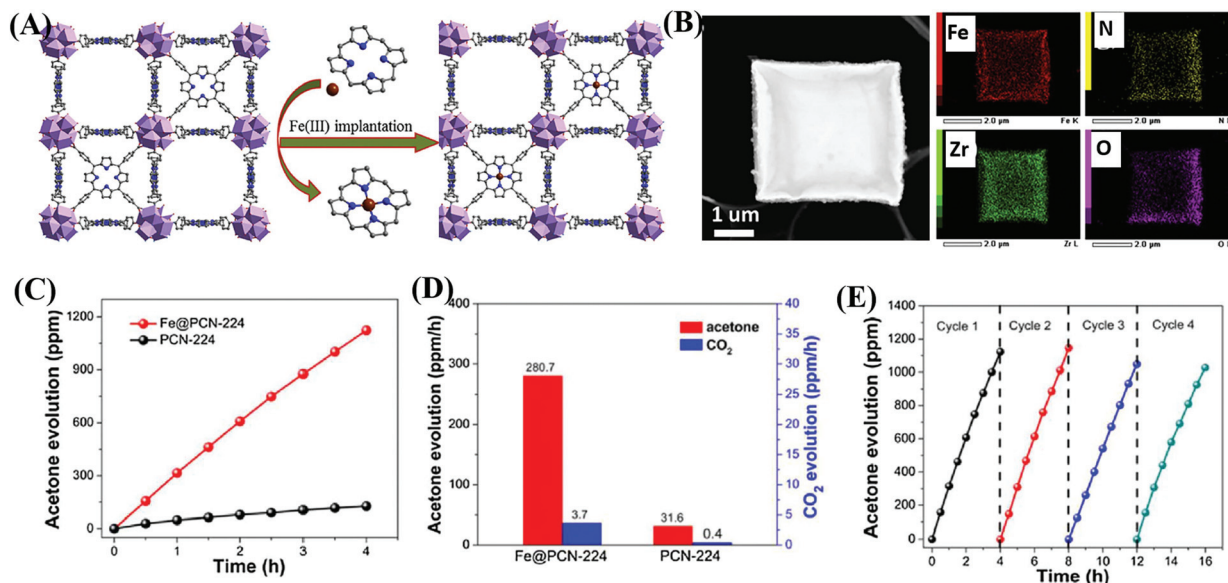 (A)
Fe(III) implantation
(B)
1 um
Fe
2.0 μm
Fe K
N
2.0 μm
Zr
2.0 μm
Zr L
O
2.0 μm
(C)
Acetone evolution (ppm)
1200
900
600
300
0
Fe@PCN-224
PCN-224
0
1
2
3
4
Time (h)
(D)
Acetone evolution (ppm/h)
400
300
200
100
0
acetone
CO2
280.7
3.7
31.6
0.4
Fe@PCN-224
PCN-224
40
35
30
25
20
15
10
5
0
CO2 evolution (ppm/h)
(E)
Acetone evolution (ppm)
1400
1200
1000
800
600
400
200
0
Cycle 1
Cycle 2
Cycle 3
Cycle 4
0
2
4
6
8
10
12
14
16
Time (h)